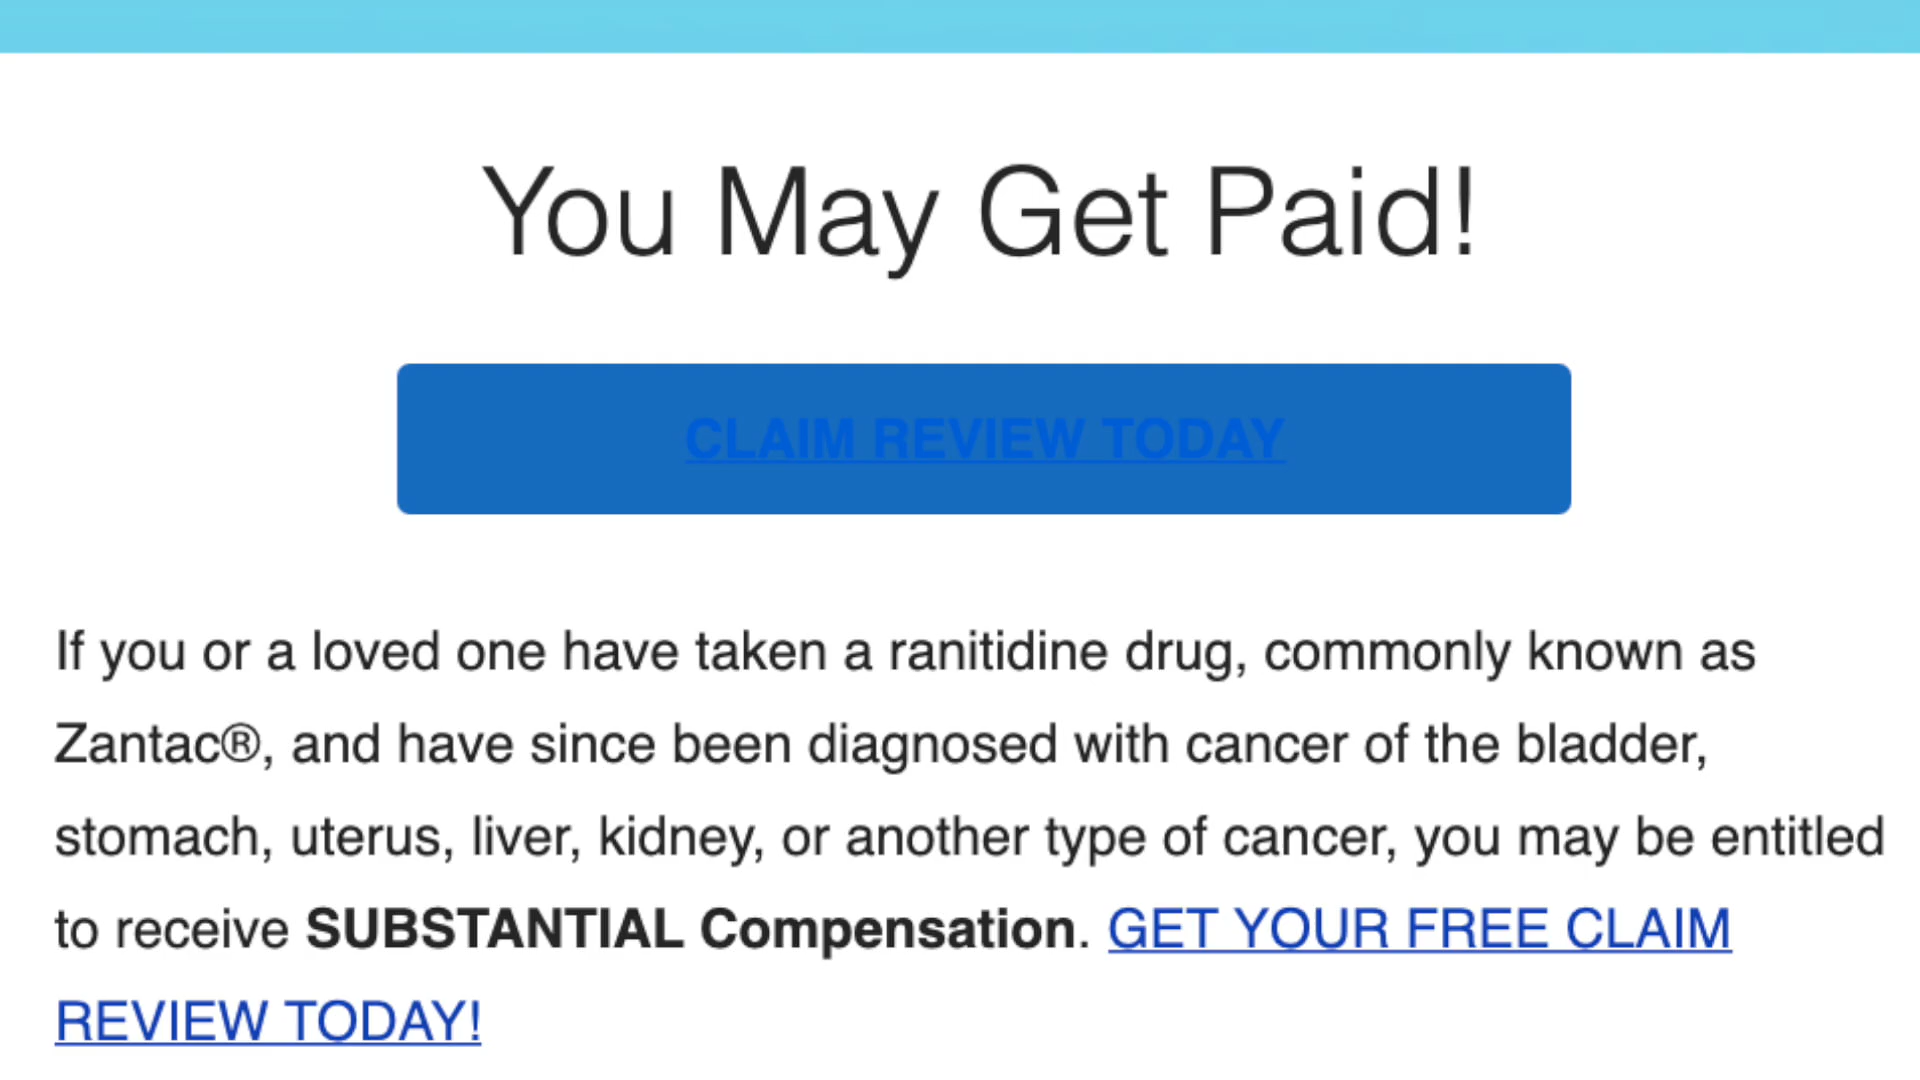 You May Get Paid!
CLAIM REVIEW TODAY
If you or a loved one have taken a ranitidine drug, commonly known as
Zantac®, and have since been diagnosed with cancer of the bladder,
stomach, uterus, liver, kidney, or another type of cancer, you may be entitled
to receive SUBSTANTIAL Compensation. GET YOUR FREE CLAIM
REVIEW TODAY!